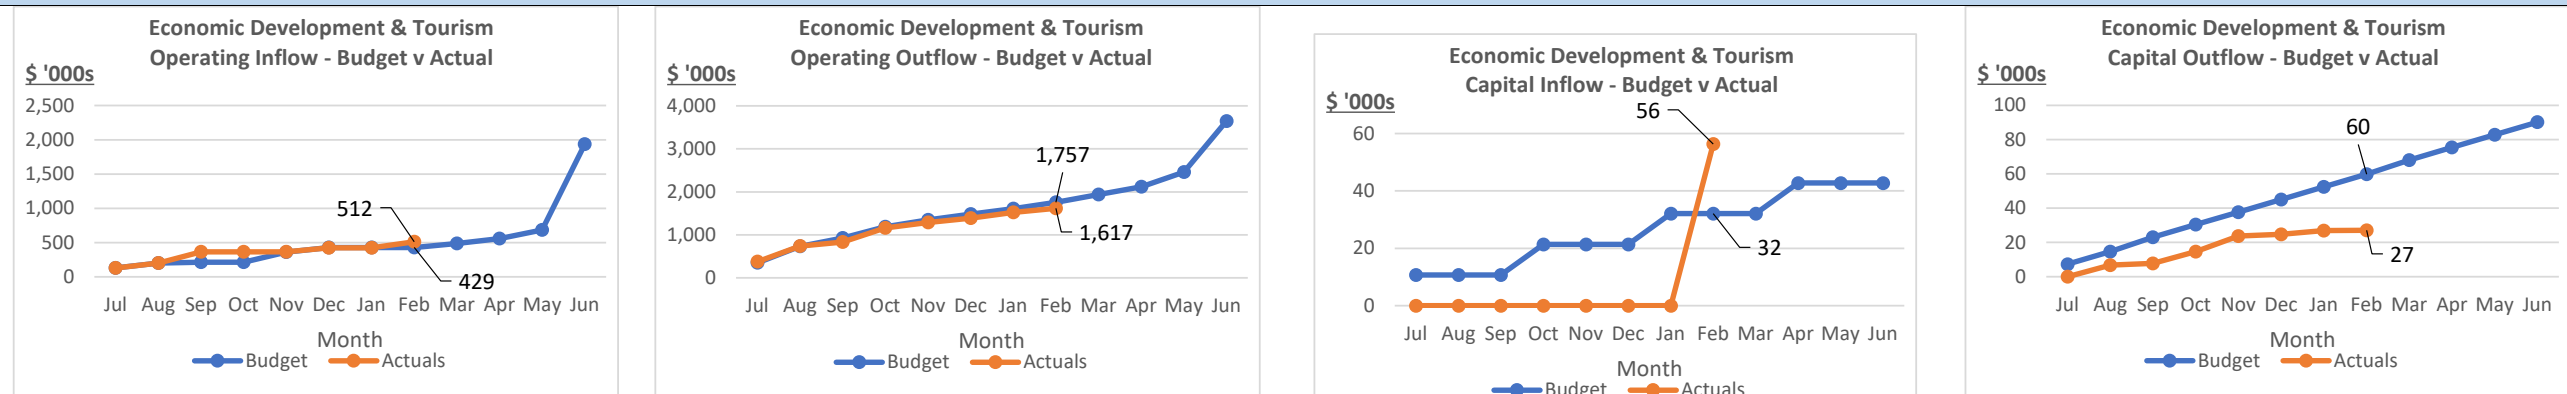 Economic Development & Tourism
Operating Inflow - Budget v Actual
$ '000s
2,500
2,000
1,500
1,000
500
0
512
429
Jul Aug Sep Oct Nov Dec Jan Feb Mar Apr May Jun
Month
Budget Actuals
Economic Development & Tourism
Operating Outflow - Budget v Actual
$ '000s
4,000
3,000
2,000
1,000
0
1,757
1,617
Jul Aug Sep Oct Nov Dec Jan Feb Mar Apr May Jun
Month
Budget Actuals
Economic Development & Tourism
Capital Inflow - Budget v Actual
$ '000s
56
60
40
20
0
32
Jul Aug Sep Oct Nov Dec Jan Feb Mar Apr May Jun
Month
Budget Actuals
Economic Development & Tourism
Capital Outflow - Budget v Actual
$ '000s
100
80
60
40
20
0
60
27
Jul Aug Sep Oct Nov Dec Jan Feb Mar Apr May Jun
Month
Budget Actuals